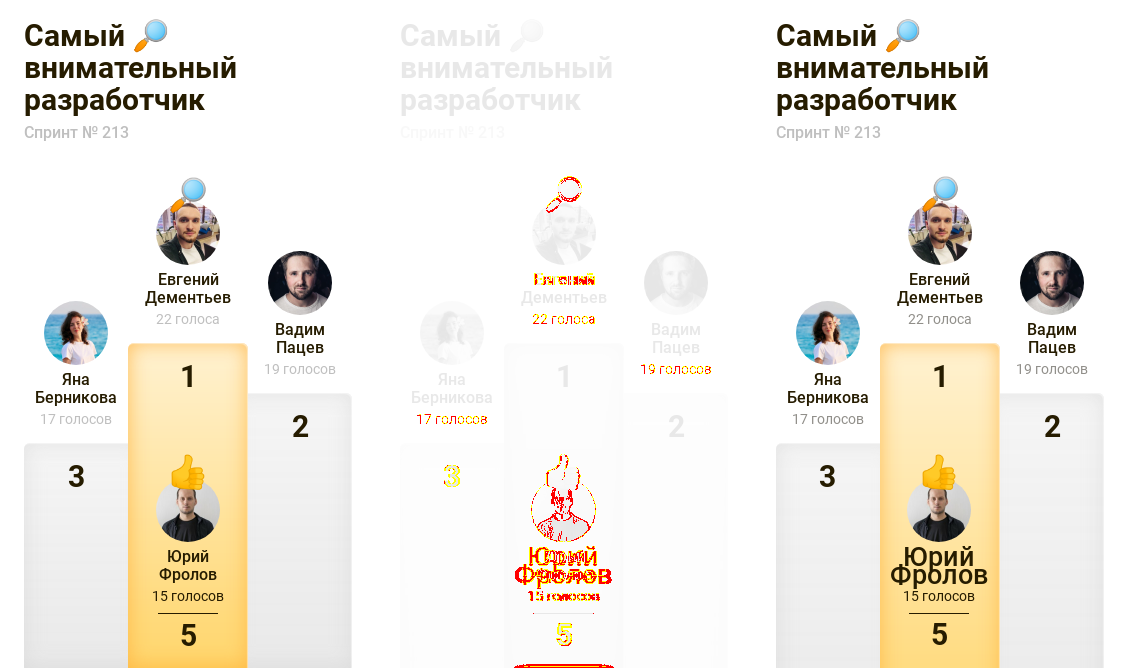 Самый 🔎
внимательный
разработчик
Спринт № 213
Евгений
Дементьев
22 голоса
Вадим
Пацев
19 голосов
Яна
Берникова
17 голосов
1
2
3
Юрий
Фролов
15 голосов
5
Самый 🔎
внимательный
разработчик
Спринт № 213
Евгений
Дементьев
22 голоса
Вадим
Пацев
19 голосов
Яна
Берникова
17 голосов
1
2
3
Юрий
Фролов
15 голосов
5
Самый 🔎
внимательный
разработчик
Спринт № 213
Евгений
Дементьев
22 голоса
Вадим
Пацев
19 голосов
Яна
Берникова
17 голосов
1
2
3
Юрий
Фролов
15 голосов
5